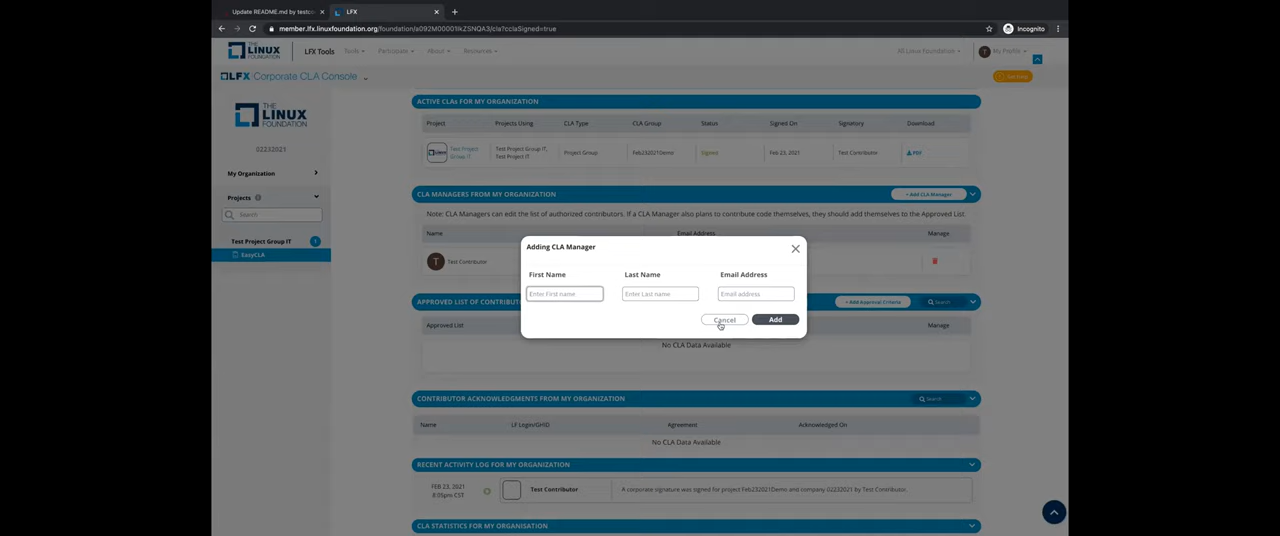 Update README.md by testco
LFX
member.lfx.linuxfoundation.org/foundation/a092M00001IkZSNQA3/cla?cclaSigned=true
Incognito
THE LINUX FOUNDATION
LFX Tools
Tools
Participate
About
Resources
All Linux Foundation
T
My Profile
LFX Corporate CLA Console
Get Help
THE
LINUX
FOUNDATION
02232021
My Organization
Projects
Search
Test Project Group IT
1
EasyCLA
ACTIVE CLAs FOR MY ORGANIZATION
Project Projects Using CLA Type CLA Group Status Signed On Signatory Download
Test Project Test Project Group IT, Project Group Feb232021Demo Signed Feb 23, 2021 Test Contributor PDF
Group IT Test Project IT
CLA MANAGERS FROM MY ORGANIZATION
+ Add CLA Manager
Note: CLA Managers can edit the list of authorized contributors. If a CLA Manager also plans to contribute code themselves, they should add themselves to the Approved List.
Name Email Address Manage
T Test Contributor
Adding CLA Manager
First Name Last Name Email Address
Enter First name Enter Last name Email address
Cancel Add
APPROVED LIST OF CONTRIBUT
+ Add Approval Criteria
Search
Approved List Manage
No CLA Data Available
CONTRIBUTOR ACKNOWLEDGMENTS FROM MY ORGANIZATION
Search
Name LF Login/GHID Agreement Acknowledged On
No CLA Data Available
RECENT ACTIVITY LOG FOR MY ORGANIZATION
FEB 23, 2021
8:05pm CST
Test Contributor
A corporate signature was signed for project Feb232021Demo and company 02232021 by Test Contributor.
CLA STATISTICS FOR MY ORGANISATION